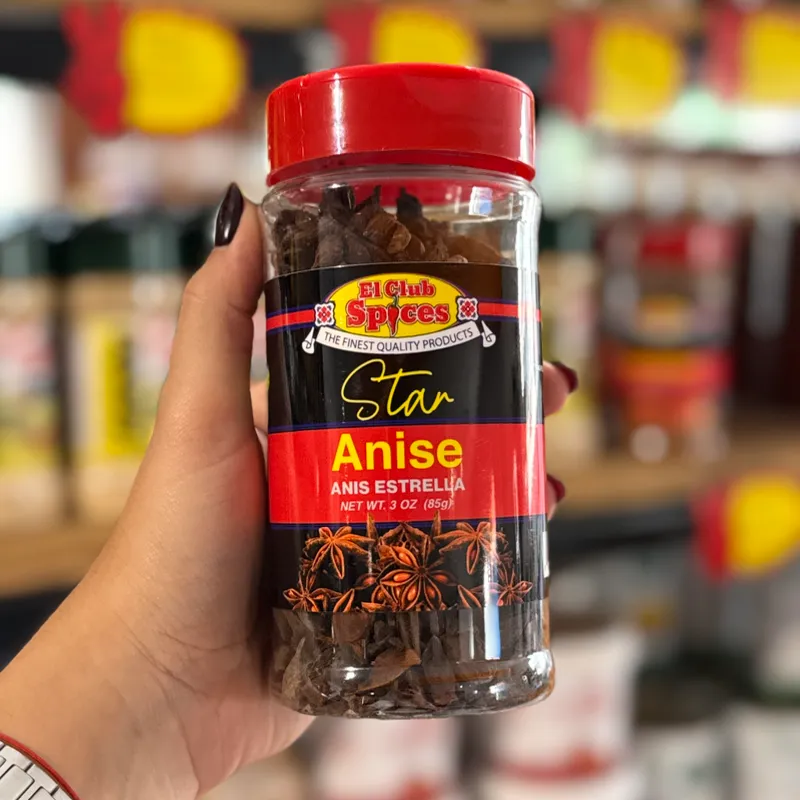 El Club
Spices
THE FINEST QUALITY PRODUCTS
Star
Anise
ANIS ESTRELLA
NET WT. 3 OZ (85g)